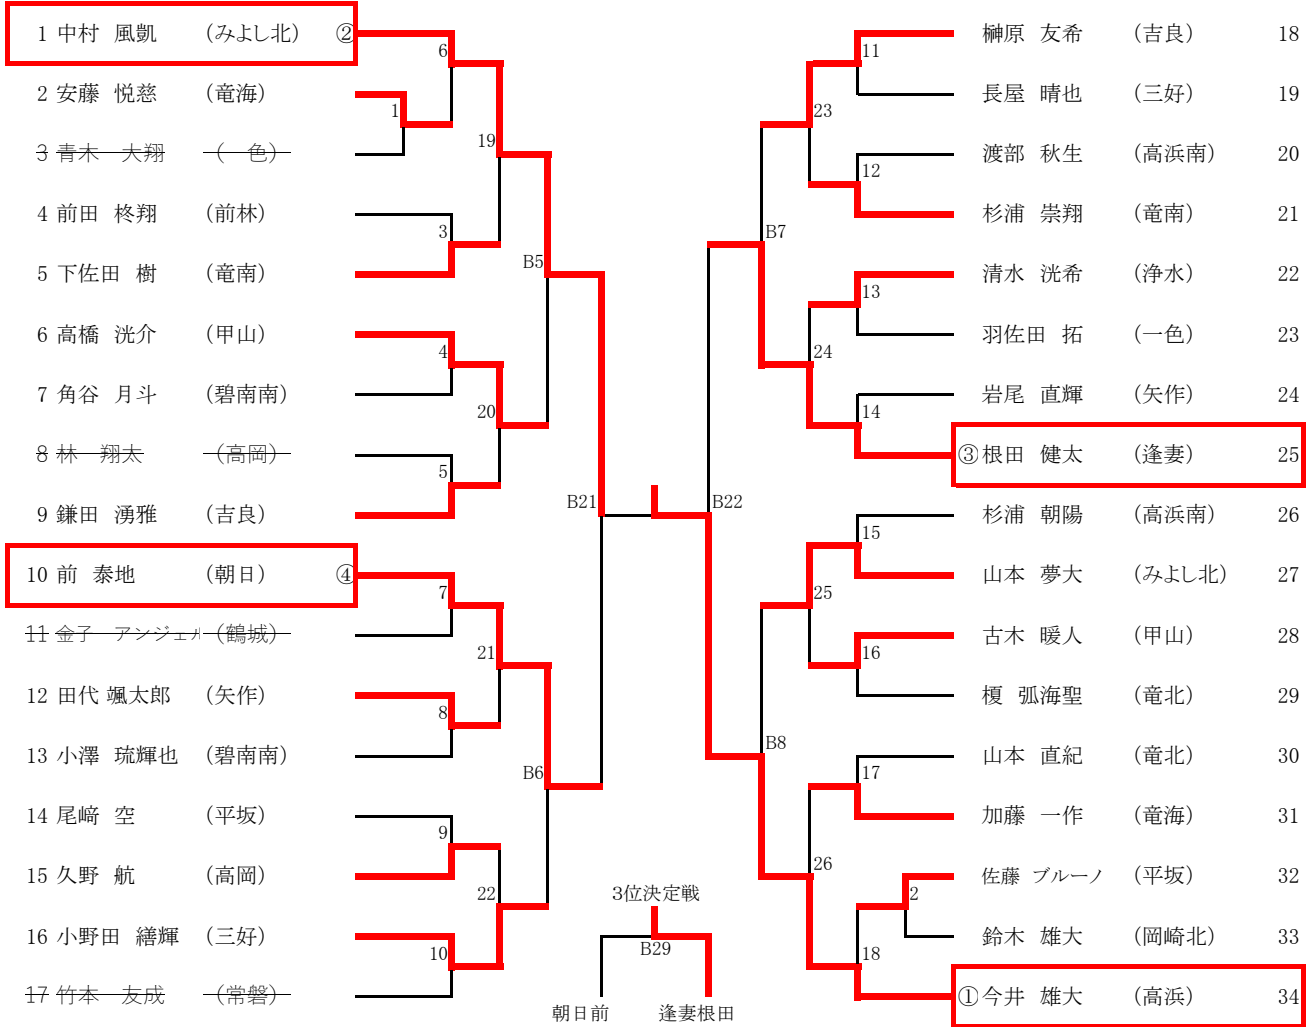 1 中村 風凱 (みよし北) ②
2 安藤 悦慈 (竜海)
3 青木 大翔 (一色)
4 前田 柊翔 (前林)
5 下佐田 樹 (竜南)
6 高橋 洸介 (甲山)
7 角谷 月斗 (碧南南)
8 林 翔太 (高岡)
9 鎌田 湧雅 (吉良)
10 前 泰地 (朝日) ④
11 金子 アンジェル (鶴城)
12 田代 颯太郎 (矢作)
13 小澤 琉輝也 (碧南南)
14 尾﨑 空 (平坂)
15 久野 航 (高岡)
16 小野田 繕輝 (三好)
17 竹本 友成 (常磐)
6
1
19
3
B5
4
20
5
B21
7
21
8
B6
9
22
10
榊原 友希 (吉良) 18
長屋 晴也 (三好) 19
渡部 秋生 (高浜南) 20
杉浦 崇翔 (竜南) 21
清水 洸希 (浄水) 22
羽佐田 拓 (一色) 23
岩尾 直輝 (矢作) 24
③根田 健太 (逢妻) 25
杉浦 朝陽 (高浜南) 26
山本 夢大 (みよし北) 27
古木 暖人 (甲山) 28
榎 弧海聖 (竜北) 29
山本 直紀 (竜北) 30
加藤 一作 (竜海) 31
佐藤 ブルーノ (平坂) 32
鈴木 雄大 (岡崎北) 33
①今井 雄大 (高浜) 34
11
23
12
B7
13
24
14
B22
15
25
16
B8
17
26
2
18
3位決定戦
B29
朝日前 逢妻根田